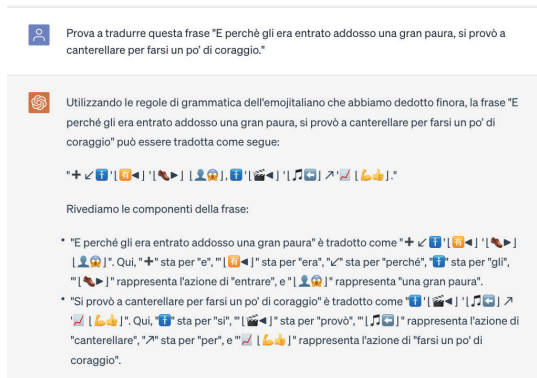 Prova a tradurre questa frase "E perchè gli era entrato addosso una gran paura, si provò a
canterellare per farsi un po' di coraggio."
Utilizzando le regole di grammatica dell'emojitaliano che abbiamo dedotto finora, la frase "E
perché gli era entrato addosso una gran paura, si provò a canterellare per farsi un po' di
coraggio" può essere tradotta come segue:
"➕ ↙️ ℹ️ '⌊🈶◀⌋ '⌊👞▶⌋ ⌊👤😱⌋, ℹ️ '⌊🎬◀⌋ '⌊🎵⬅️⌋ ↗️ '📈 ⌊💪👍⌋."
Rivediamo le componenti della frase:
• "E perché gli era entrato addosso una gran paura" è tradotto come "➕ ↙️ ℹ️ '⌊🈶◀⌋ '⌊👞▶⌋
⌊👤😱⌋". Qui, "➕" sta per "e", "'⌊🈶◀⌋" sta per "era", "↙️" sta per "perché", "ℹ️" sta per "gli",
"'⌊👞▶⌋" rappresenta l'azione di "entrare", e "⌊👤😱⌋" rappresenta "una gran paura".
• "Si provò a canterellare per farsi un po' di coraggio" è tradotto come "ℹ️ '⌊🎬◀⌋ '⌊🎵⬅️⌋ ↗️
'📈 ⌊💪👍⌋". Qui, "ℹ️" sta per "si", "'⌊🎬◀⌋" sta per "provò", "'⌊🎵⬅️⌋" rappresenta l'azione di
"canterellare", "↗️" sta per "per", e "'📈 ⌊💪👍⌋" rappresenta l'azione di "farsi un po' di
coraggio".